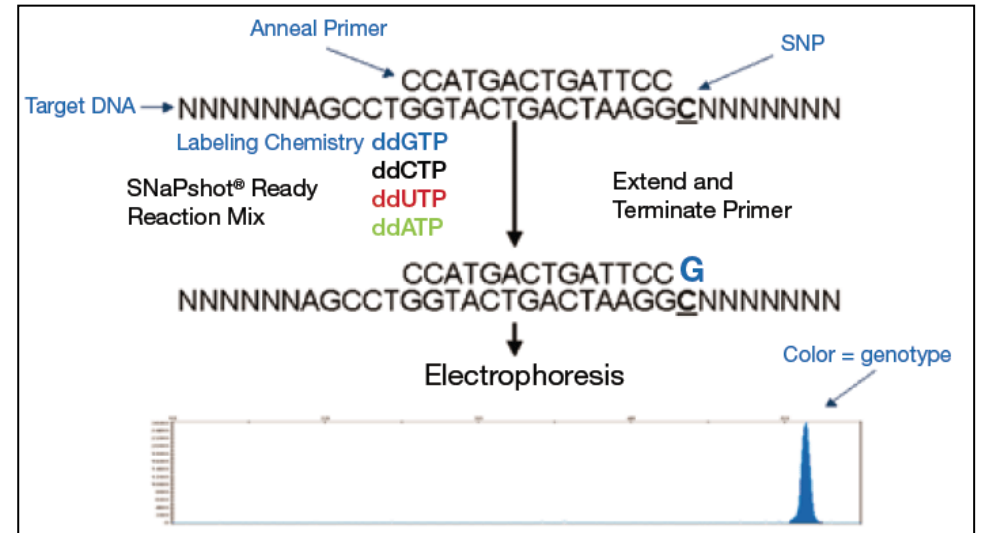 Anneal Primer
SNP
CCATGACTGATTCC
Target DNA
NNNNNNAGCCTGGTACTGACTAAGGCNNNNNNN
Labeling Chemistry ddGTP
ddCTP
ddUTP
ddATP
SNaPshot® Ready
Reaction Mix
Extend and
Terminate Primer
CCATGACTGATTCC G
NNNNNNAGCCTGGTACTGACTAAGGCNNNNNNN
Electrophoresis
Color = genotype